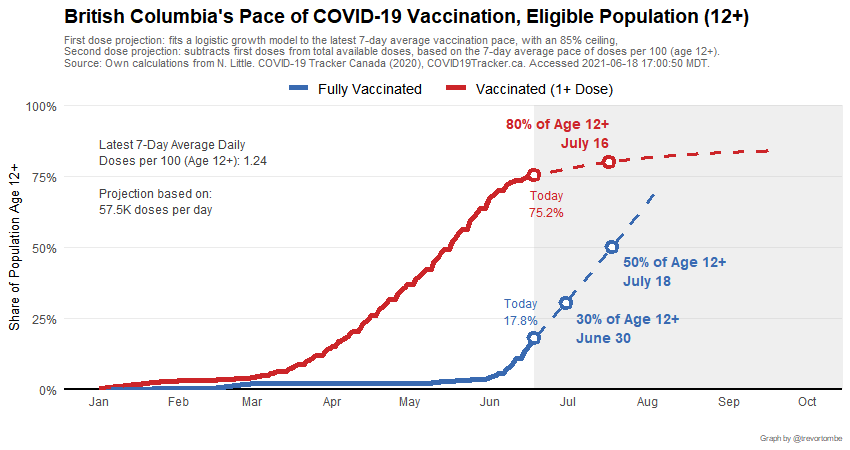 British Columbia's Pace of COVID-19 Vaccination, Eligible Population (12+)
First dose projection: fits a logistic growth model to the latest 7-day average vaccination pace, with an 85% ceiling,
Second dose projection: subtracts first doses from total available doses, based on the 7-day average pace of doses per 100 (age 12+).
Source: Own calculations from N. Little. COVID-19 Tracker Canada (2020), COVID19Tracker.ca. Accessed 2021-06-18 17:00:50 MDT.
Fully Vaccinated Vaccinated (1+ Dose)
Share of Population Age 12+
100%
75%
50%
25%
0%
Latest 7-Day Average Daily
Doses per 100 (Age 12+): 1.24
Projection based on:
57.5K doses per day
80% of Age 12+
July 16
Today
75.2%
50% of Age 12+
July 18
Today
17.8%
30% of Age 12+
June 30
Jan Feb Mar Apr May Jun Jul Aug Sep Oct
Graph by @trevortombe